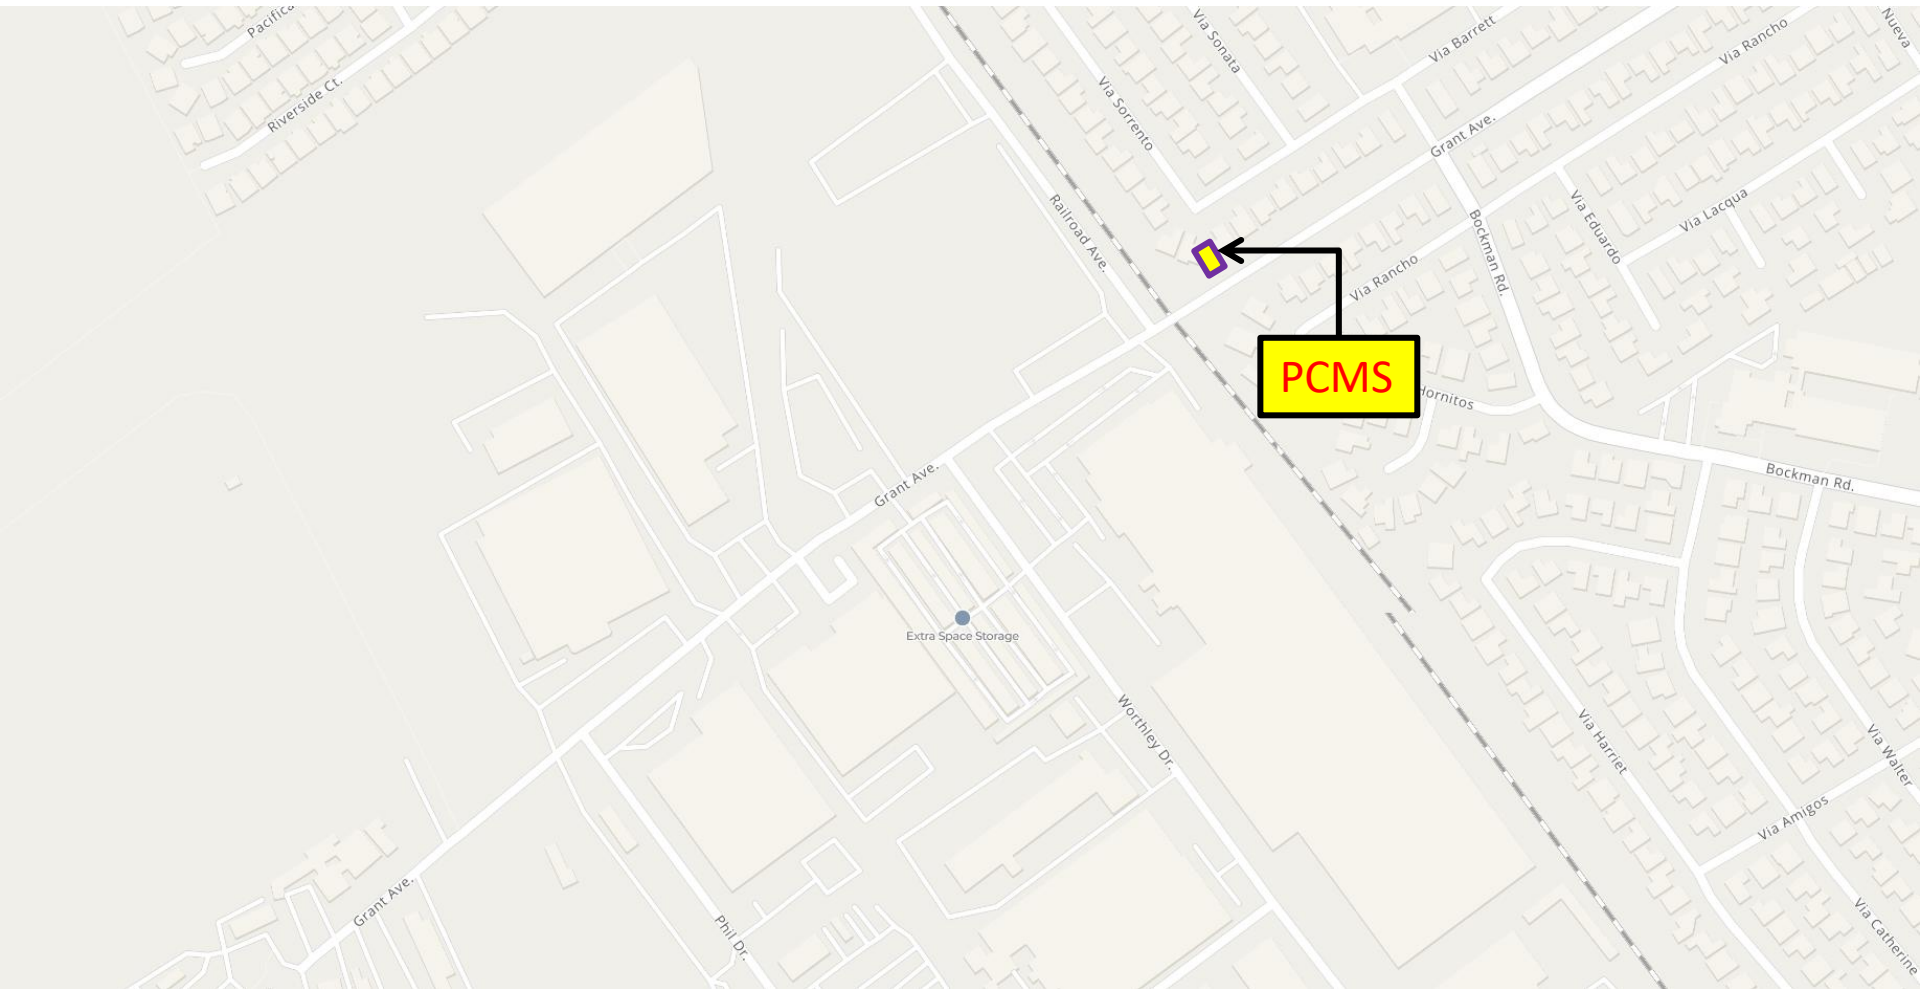 Pacifica
Riverside Ct.
Via Sonata
Via Barrett
Via Rancho
Nueva
Via Sorrento
Grant Ave.
Railroad Ave.
Via Eduardo
Via Lacqua
Bockman Rd.
Via Rancho
PCMS
Hornitos
Grant Ave.
Bockman Rd.
Extra Space Storage
Worthley Dr.
Via Harriet
Via Walter
Via Amigos
Grant Ave.
Phil Dr.
Via Catherine